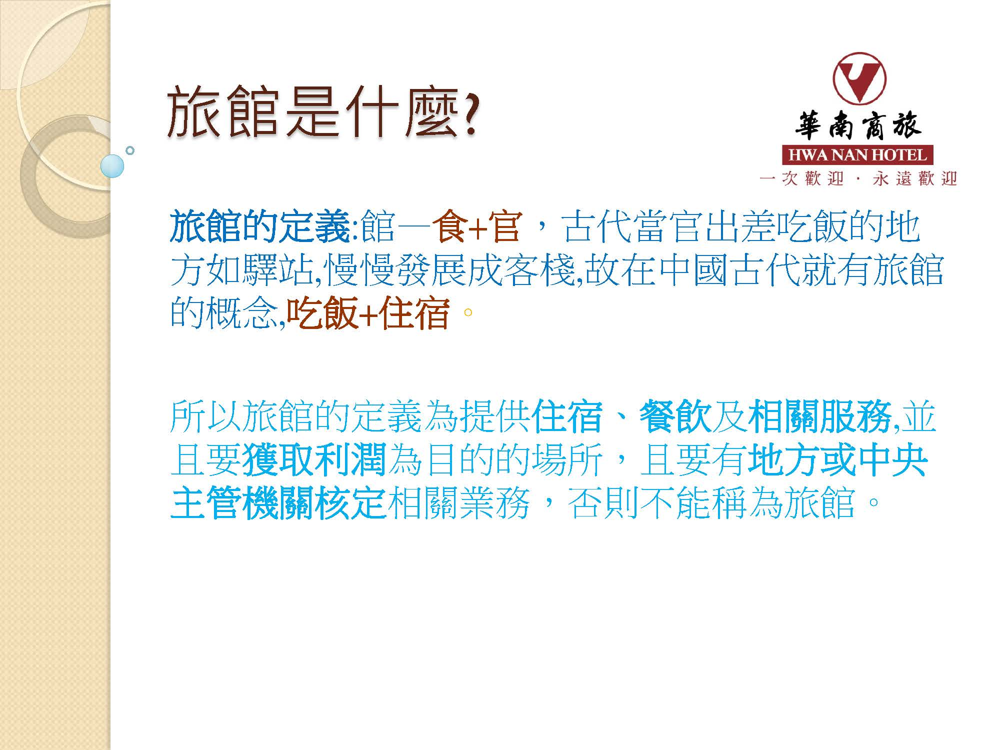 旅館是什麼?
華南商旅
HWA NAN HOTEL
一次歡迎．永遠歡迎
旅館的定義:館—食+官，古代當官出差吃飯的地
方如驛站,慢慢發展成客棧,故在中國古代就有旅館
的概念,吃飯+住宿。
所以旅館的定義為提供住宿、餐飲及相關服務,並
且要獲取利潤為目的的場所，且要有地方或中央
主管機關核定相關業務，否則不能稱為旅館。